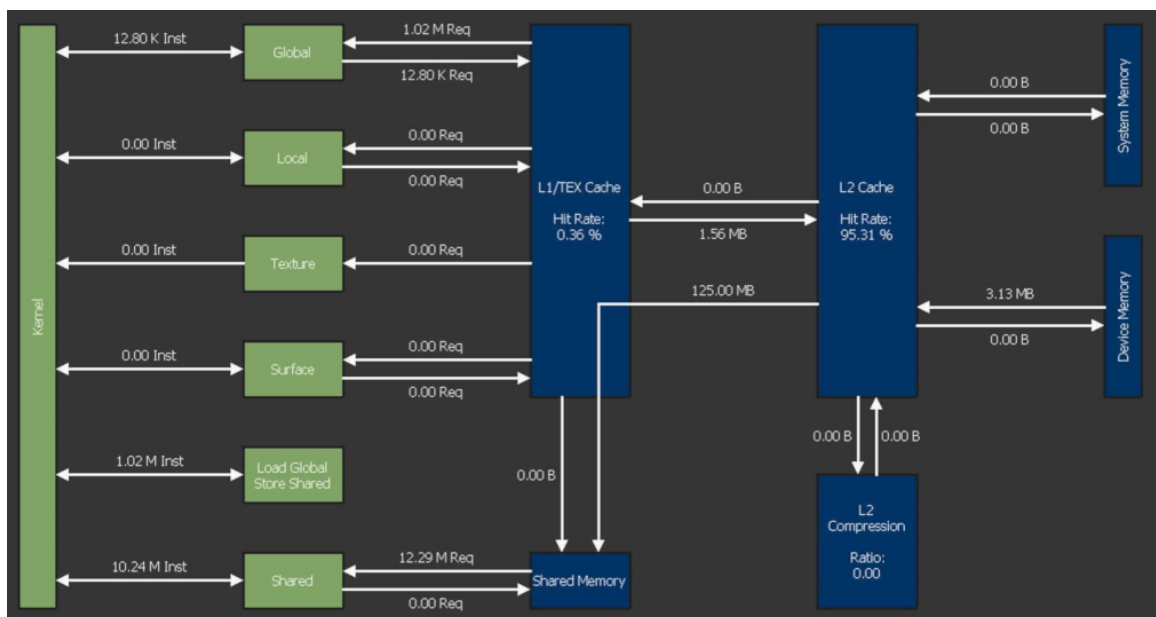 Kernel
12.80 K Inst
Global
1.02 M Req
12.80 K Req
0.00 Inst
Local
0.00 Req
0.00 Req
0.00 Inst
Texture
0.00 Req
0.00 Inst
Surface
0.00 Req
0.00 Req
1.02 M Inst
Load Global
Store Shared
10.24 M Inst
Shared
12.29 M Req
0.00 Req
L1/TEX Cache
Hit Rate:
0.36 %
0.00 B
Shared Memory
0.00 B
1.56 MB
125.00 MB
L2 Cache
Hit Rate:
95.31 %
0.00 B
0.00 B
L2
Compression
Ratio:
0.00
0.00 B
0.00 B
System Memory
3.13 MB
0.00 B
Device Memory